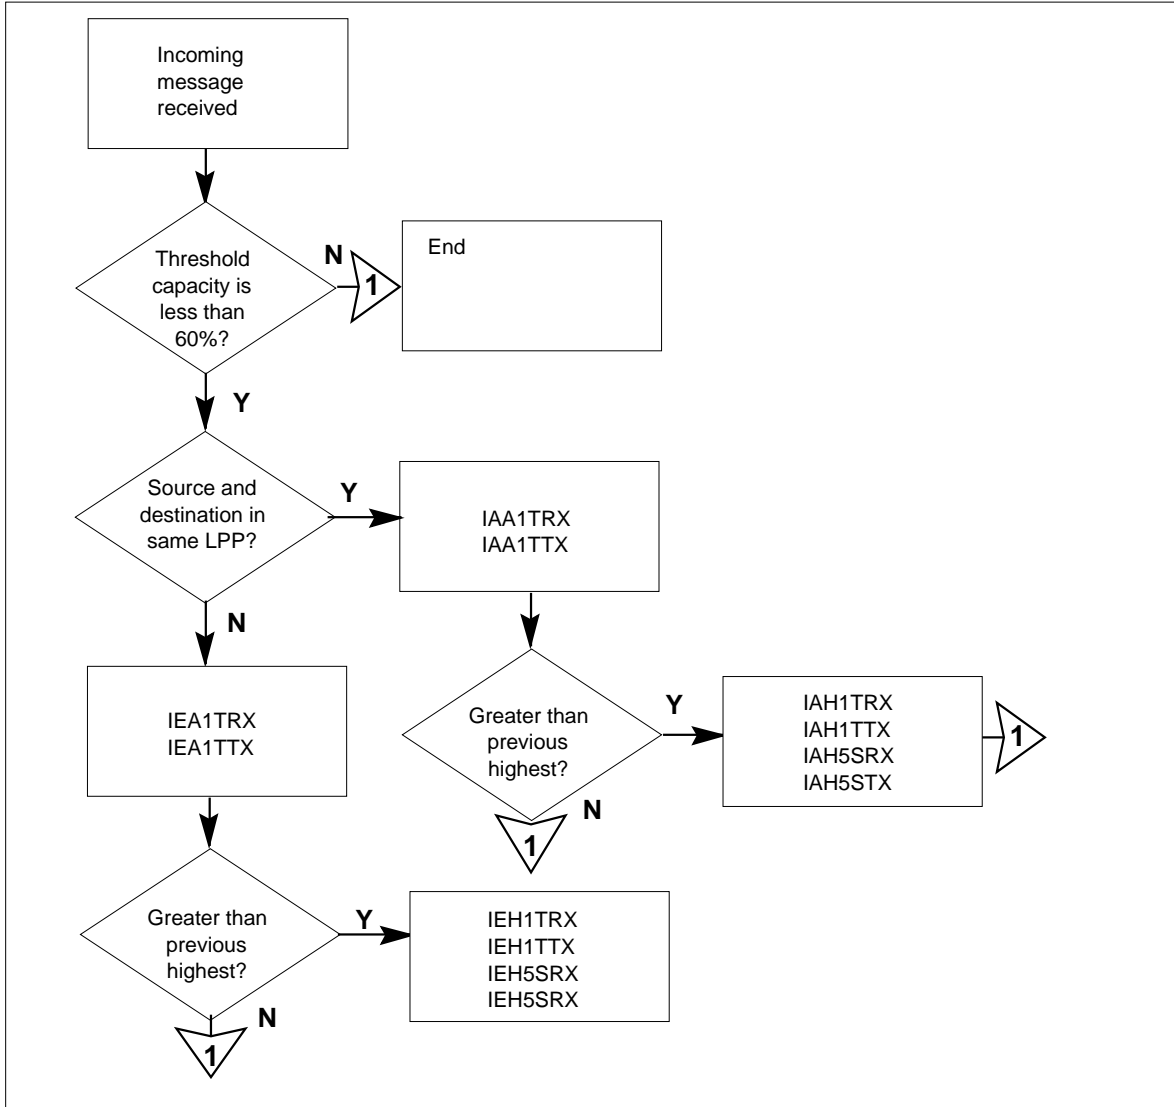 Incoming
message
received
Threshold
capacity is
less than
60%?
N
1
End
Y
Source and
destination in
same LPP?
Y
IAA1TRX
IAA1TTX
N
IEA1TRX
IEA1TTX
Greater than
previous
highest?
Y
IAH1TRX
IAH1TTX
IAH5SRX
IAH5STX
1
N
1
Greater than
previous
highest?
Y
IEH1TRX
IEH1TTX
IEH5SRX
IEH5SRX
N
1